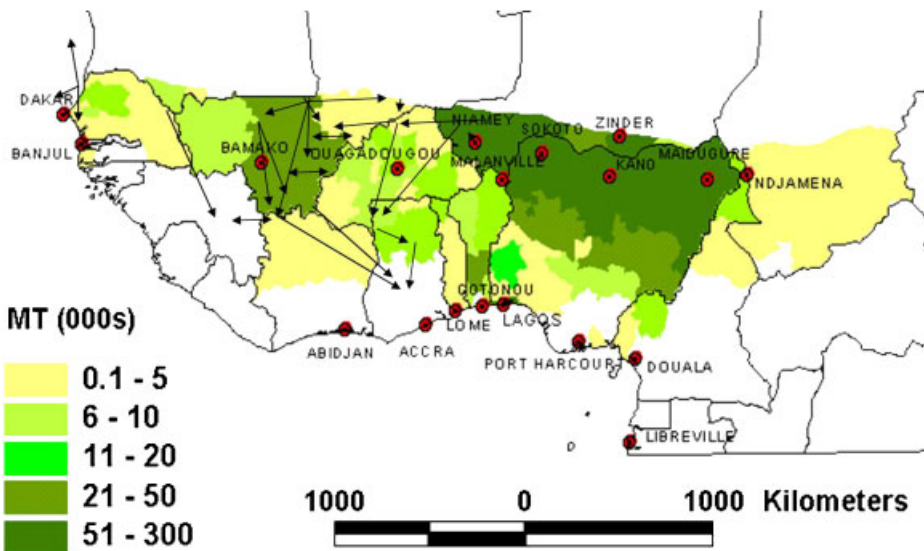 DAKAR
BANJUL
BAMAKO
OUAGADOUGOU
NIAMEY
MALANVILLE
SOKOTO
ZINDER
KANO
MAIDUGURE
NDJAMENA
COTONOU
LOME
LAGOS
ABIDJAN
ACCRA
PORT HARCOURT
DOUALA
LIBREVILLE
MT (000s)
0.1 - 5
6 - 10
11 - 20
21 - 50
51 - 300
1000 0 1000 Kilometers